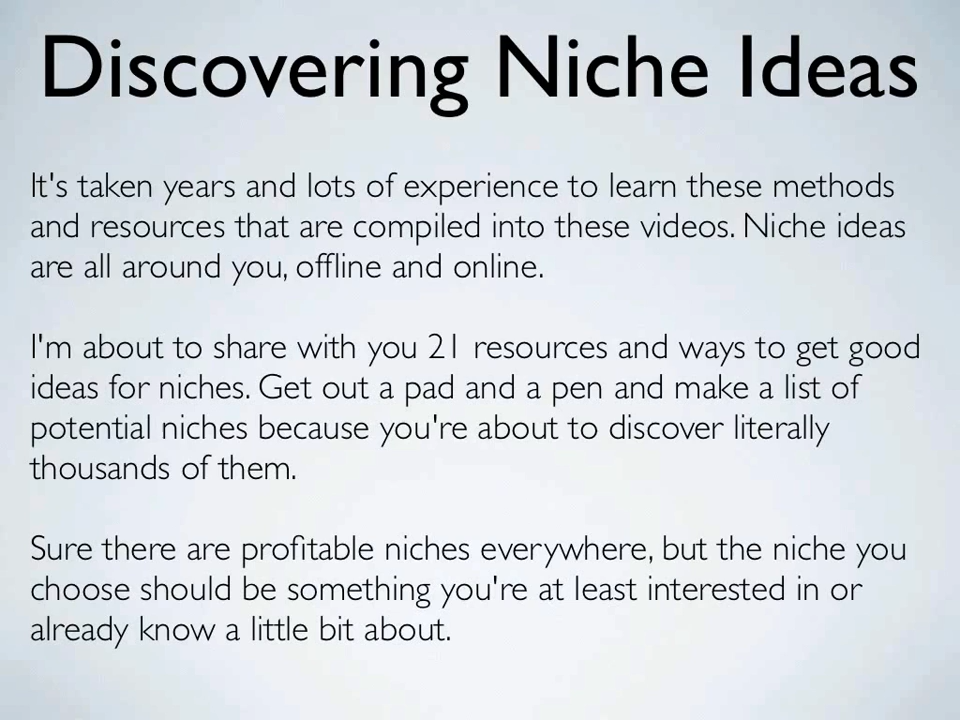 Discovering Niche Ideas
It's taken years and lots of experience to learn these methods
and resources that are compiled into these videos. Niche ideas
are all around you, offline and online.
I'm about to share with you 21 resources and ways to get good
ideas for niches. Get out a pad and a pen and make a list of
potential niches because you're about to discover literally
thousands of them.
Sure there are profitable niches everywhere, but the niche you
choose should be something you're at least interested in or
already know a little bit about.